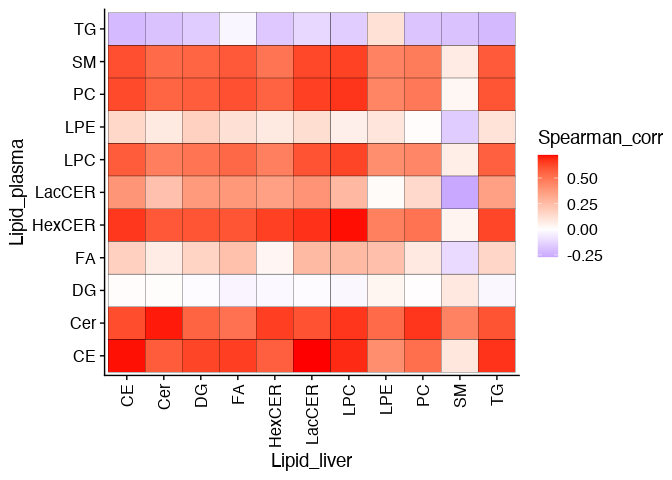 TG
SM
PC
LPE
LPC
LacCER
HexCER
FA
DG
Cer
CE
Lipid_plasma
CE
Cer
DG
FA
HexCER
LacCER
LPC
LPE
PC
SM
TG
Lipid_liver
Spearman_corr
0.50
0.25
0.00
-0.25